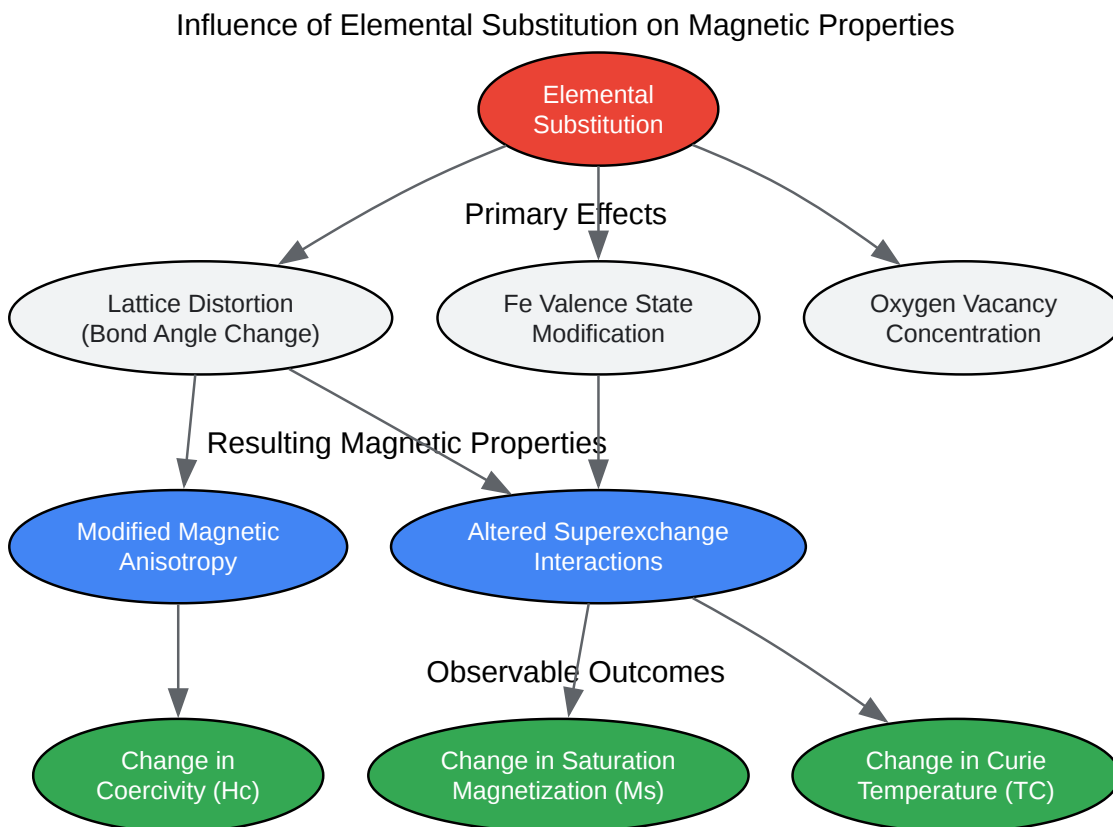 Influence of Elemental Substitution on Magnetic Properties
Elemental
Substitution
Primary Effects
Lattice Distortion
(Bond Angle Change)
Fe Valence State
Modification
Oxygen Vacancy
Concentration
Resulting Magnetic Properties
Modified Magnetic
Anisotropy
Altered Superexchange
Interactions
Observable Outcomes
Change in
Coercivity (Hc)
Change in Saturation
Magnetization (Ms)
Change in Curie
Temperature (TC)